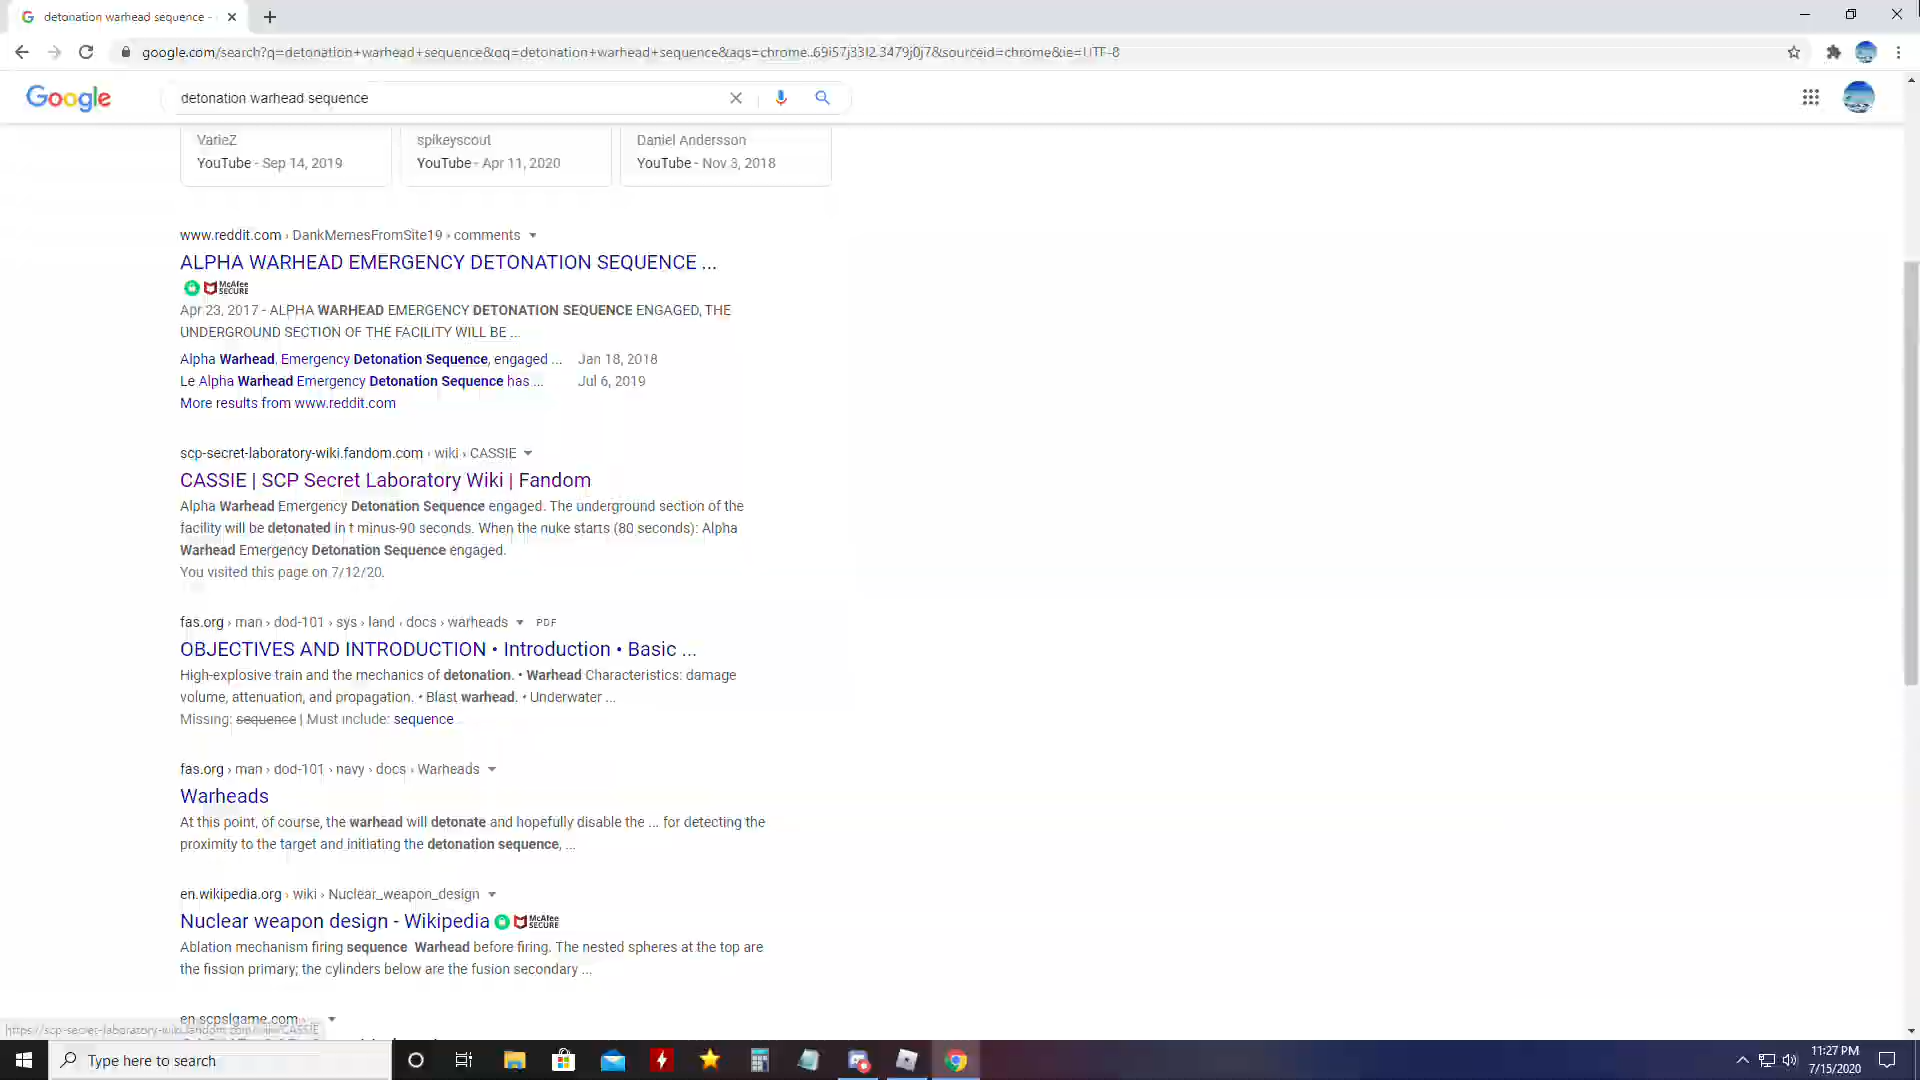 detonation warhead sequence -
google.com/search?q=detonation+warhead+sequence&oq=detonation+warhead+sequence&aqs=chrome..69i57j33l2.3479j0j7&sourceid=chrome&ie=UTF-8
Google
detonation warhead sequence
VarieZ
YouTube - Sep 14, 2019
spikeyscout
YouTube - Apr 11, 2020
Daniel Andersson
YouTube - Nov 3, 2018
www.reddit.com › DankMemesFromSite19 › comments
ALPHA WARHEAD EMERGENCY DETONATION SEQUENCE ...
McAfee SECURE
Apr 23, 2017 - ALPHA WARHEAD EMERGENCY DETONATION SEQUENCE ENGAGED, THE
UNDERGROUND SECTION OF THE FACILITY WILL BE ...
Alpha Warhead, Emergency Detonation Sequence, engaged ... Jan 18, 2018
Le Alpha Warhead Emergency Detonation Sequence has ... Jul 6, 2019
More results from www.reddit.com
scp-secret-laboratory-wiki.fandom.com › wiki › CASSIE
CASSIE | SCP Secret Laboratory Wiki | Fandom
Alpha Warhead Emergency Detonation Sequence engaged. The underground section of the
facility will be detonated in t minus-90 seconds. When the nuke starts (80 seconds): Alpha
Warhead Emergency Detonation Sequence engaged.
You visited this page on 7/12/20.
fas.org › man › dod-101 › sys › land › docs › warheads PDF
OBJECTIVES AND INTRODUCTION • Introduction • Basic ...
High-explosive train and the mechanics of detonation. • Warhead Characteristics: damage
volume, attenuation, and propagation. • Blast warhead. • Underwater ...
Missing: sequence | Must include: sequence
fas.org › man › dod-101 › navy › docs › Warheads
Warheads
At this point, of course, the warhead will detonate and hopefully disable the ... for detecting the
proximity to the target and initiating the detonation sequence, ...
en.wikipedia.org › wiki › Nuclear_weapon_design
Nuclear weapon design - Wikipedia McAfee SECURE
Ablation mechanism firing sequence Warhead before firing. The nested spheres at the top are
the fission primary; the cylinders below are the fusion secondary ...
en.scpslgame.com
https://scp-secret-laboratory-wiki.fandom.com/wiki/CASSIE
Type here to search
11:27 PM
7/15/2020